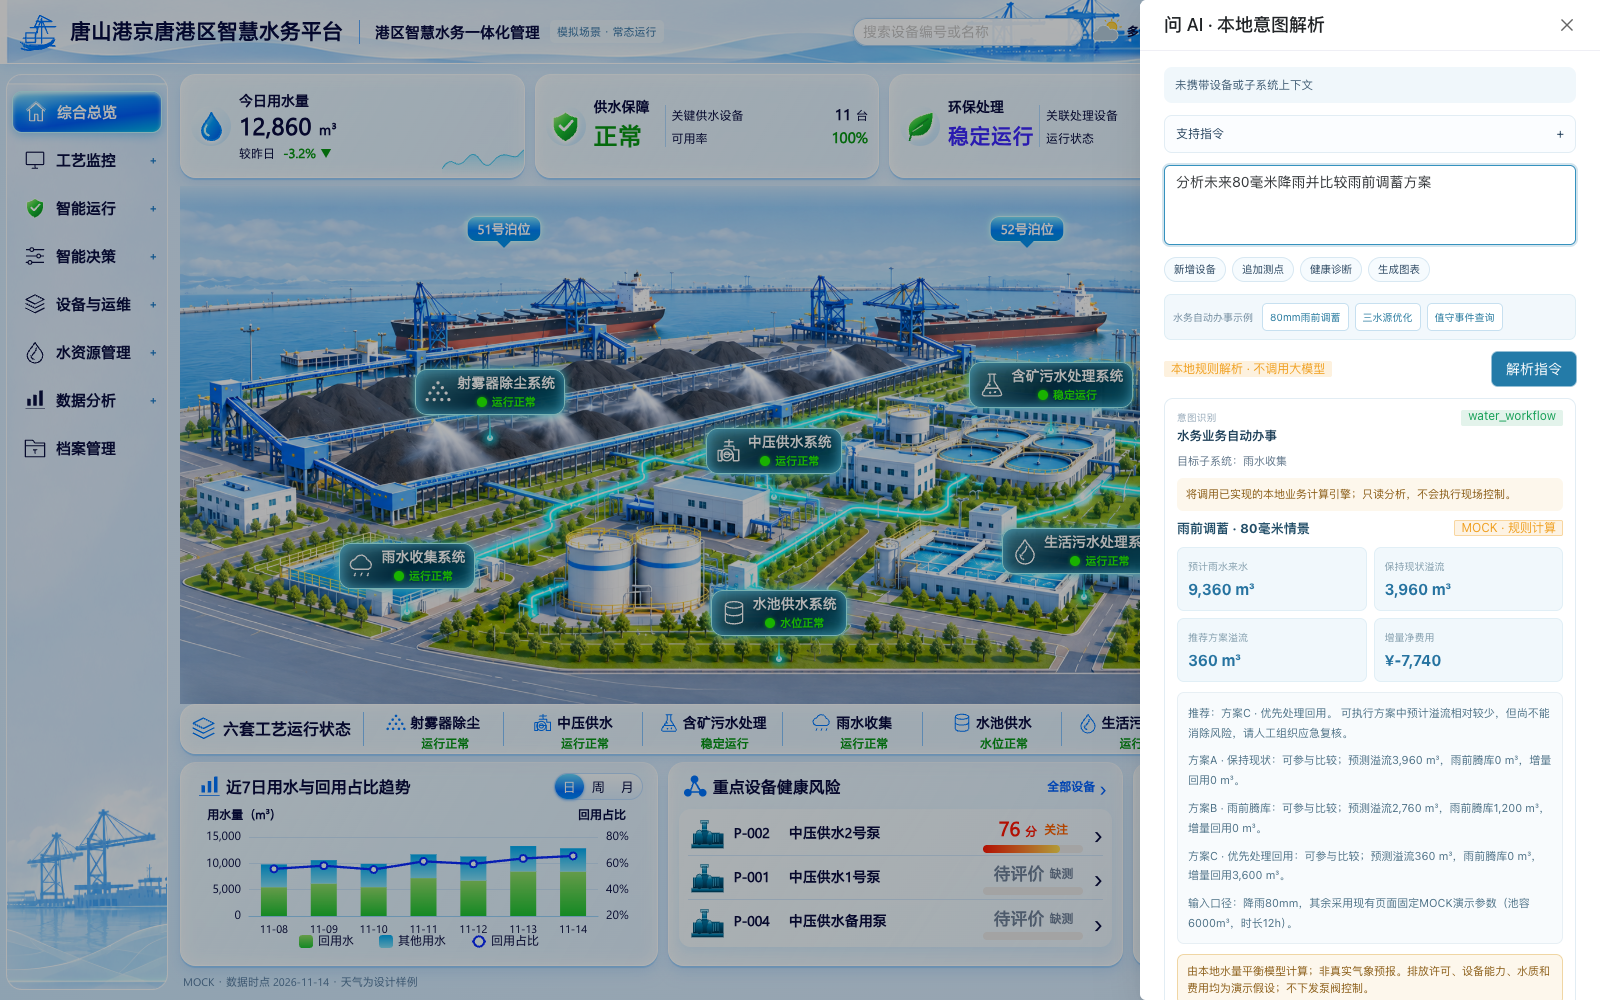 唐山港京唐港区智慧水务平台
港区智慧水务一体化管理
模拟场景 · 常态运行
搜索设备编号或名称
多
综合总览
工艺监控 +
智能运行 +
智能决策 +
设备与运维 +
水资源管理 +
数据分析 +
档案管理
今日用水量
12,860 m³
较昨日 -3.2% ▼
供水保障
正常
关键供水设备 11 台
可用率 100%
环保处理
稳定运行
关联处理设备
运行状态
51号泊位
52号泊位
射雾器除尘系统
运行正常
含矿污水处理系统
稳定运行
中压供水系统
运行正常
雨水收集系统
运行正常
生活污水处理系
运行正常
水池供水系统
水位正常
六套工艺运行状态
射雾器除尘
运行正常
中压供水
运行正常
含矿污水处理
稳定运行
雨水收集
运行正常
水池供水
水位正常
生活污
运行
近7日用水与回用占比趋势
日 周 月
用水量（m³） 回用占比
15,000 80%
10,000 60%
5,000 40%
0 20%
11-08 11-09 11-10 11-11 11-12 11-13 11-14
回用水 其他用水 回用占比
重点设备健康风险
全部设备 ›
P-002 中压供水2号泵 76 分 关注 ›
P-001 中压供水1号泵 待评价 缺测 ›
P-004 中压供水备用泵 待评价 缺测 ›
MOCK · 数据时点 2026-11-14 · 天气为设计样例
问 AI · 本地意图解析
未携带设备或子系统上下文
支持指令 +
分析未来80毫米降雨并比较雨前调蓄方案
新增设备 追加测点 健康诊断 生成图表
水务自动办事示例 80mm雨前调蓄 三水源优化 值守事件查询
本地规则解析 · 不调用大模型
解析指令
意图识别
water_workflow
水务业务自动办事
目标子系统：雨水收集
将调用已实现的本地业务计算引擎；只读分析，不会执行现场控制。
雨前调蓄 · 80毫米情景
MOCK · 规则计算
预计雨水来水
9,360 m³
保持现状溢流
3,960 m³
推荐方案溢流
360 m³
增量净费用
¥-7,740
推荐：方案C · 优先处理回用。 可执行方案中预计溢流相对较少，但尚不能
消除风险，请人工组织应急复核。
方案A · 保持现状：可参与比较；预测溢流3,960 m³，雨前腾库0 m³，增量
回用0 m³。
方案B · 雨前腾库：可参与比较；预测溢流2,760 m³，雨前腾库1,200 m³，
增量回用0 m³。
方案C · 优先处理回用：可参与比较；预测溢流360 m³，雨前腾库0 m³，
增量回用3,600 m³。
输入口径：降雨80mm，其余采用现有页面固定MOCK演示参数（池容
6000m³，时长12h）。
由本地水量平衡模型计算；非真实气象预报。排放许可、设备能力、水质和
费用均为演示假设；不下发泵阀控制。